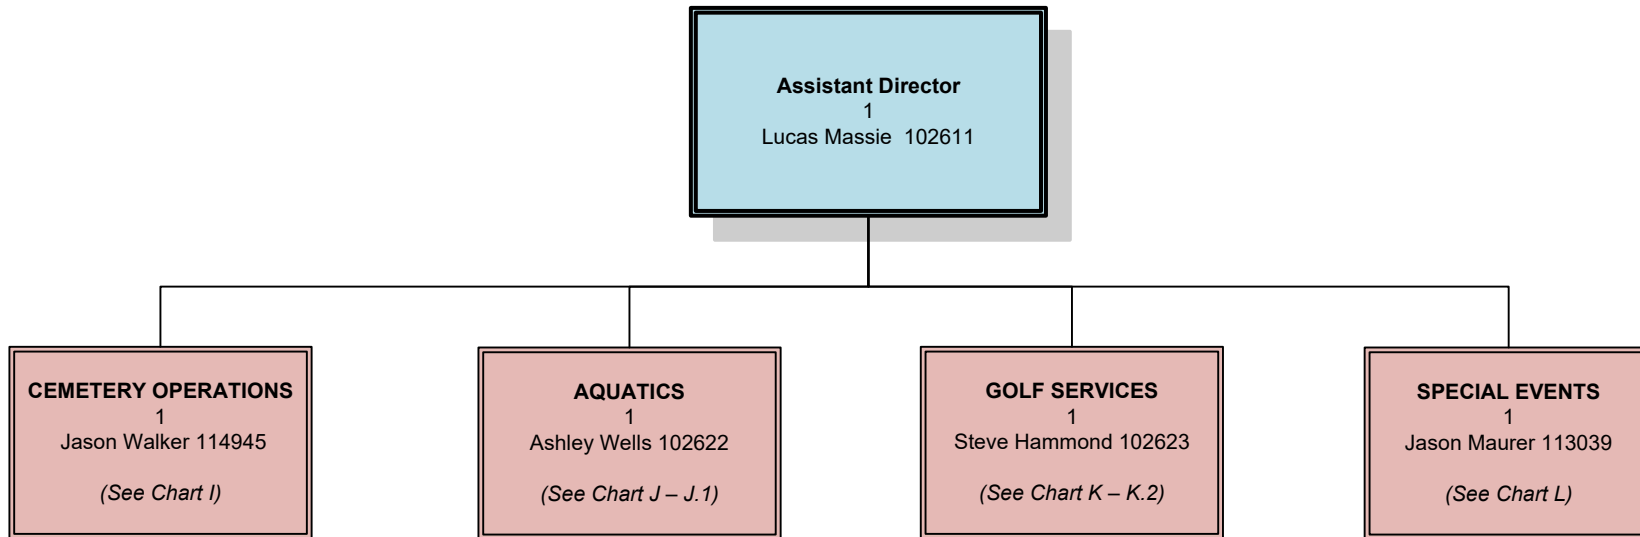 Assistant Director
1
Lucas Massie  102611
CEMETERY OPERATIONS
1
Jason Walker 114945
(See Chart I)
AQUATICS
1
Ashley Wells 102622
(See Chart J – J.1)
GOLF SERVICES
1
Steve Hammond 102623
(See Chart K – K.2)
SPECIAL EVENTS
1
Jason Maurer 113039
(See Chart L)